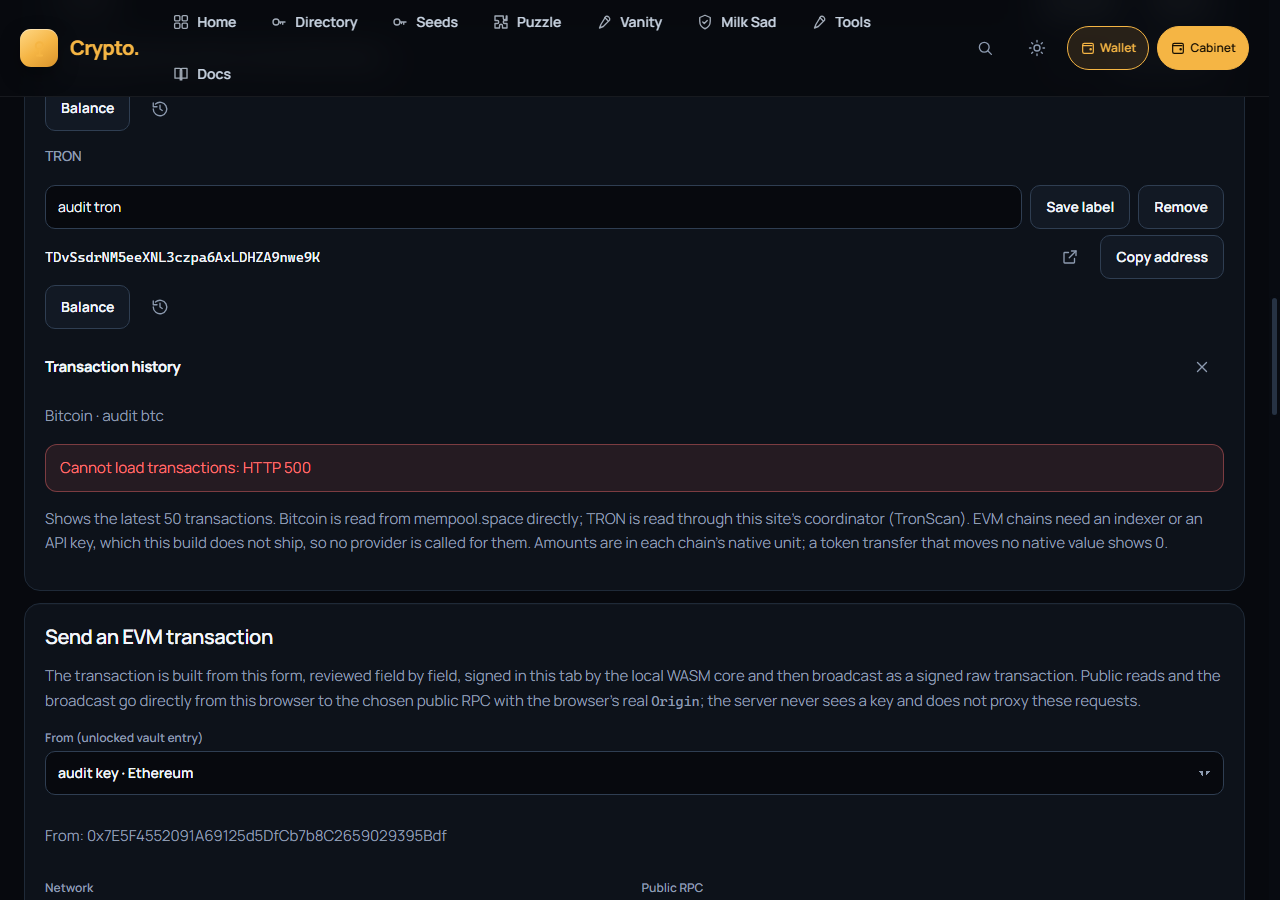 Crypto.
Home
Directory
Seeds
Puzzle
Vanity
Milk Sad
Tools
Docs
Wallet
Cabinet
Balance
TRON
audit tron
Save label
Remove
TDvSsdrNM5eeXNL3czpa6AxLDHZA9nwe9K
Copy address
Balance
Transaction history
Bitcoin · audit btc
Cannot load transactions: HTTP 500
Shows the latest 50 transactions. Bitcoin is read from mempool.space directly; TRON is read through this site's coordinator (TronScan). EVM chains need an indexer or an
API key, which this build does not ship, so no provider is called for them. Amounts are in each chain's native unit; a token transfer that moves no native value shows 0.
Send an EVM transaction
The transaction is built from this form, reviewed field by field, signed in this tab by the local WASM core and then broadcast as a signed raw transaction. Public reads and the
broadcast go directly from this browser to the chosen public RPC with the browser's real Origin; the server never sees a key and does not proxy these requests.
From (unlocked vault entry)
audit key · Ethereum
From: 0x7E5F4552091A69125d5DfCb7b8C2659029395Bdf
Network
Public RPC